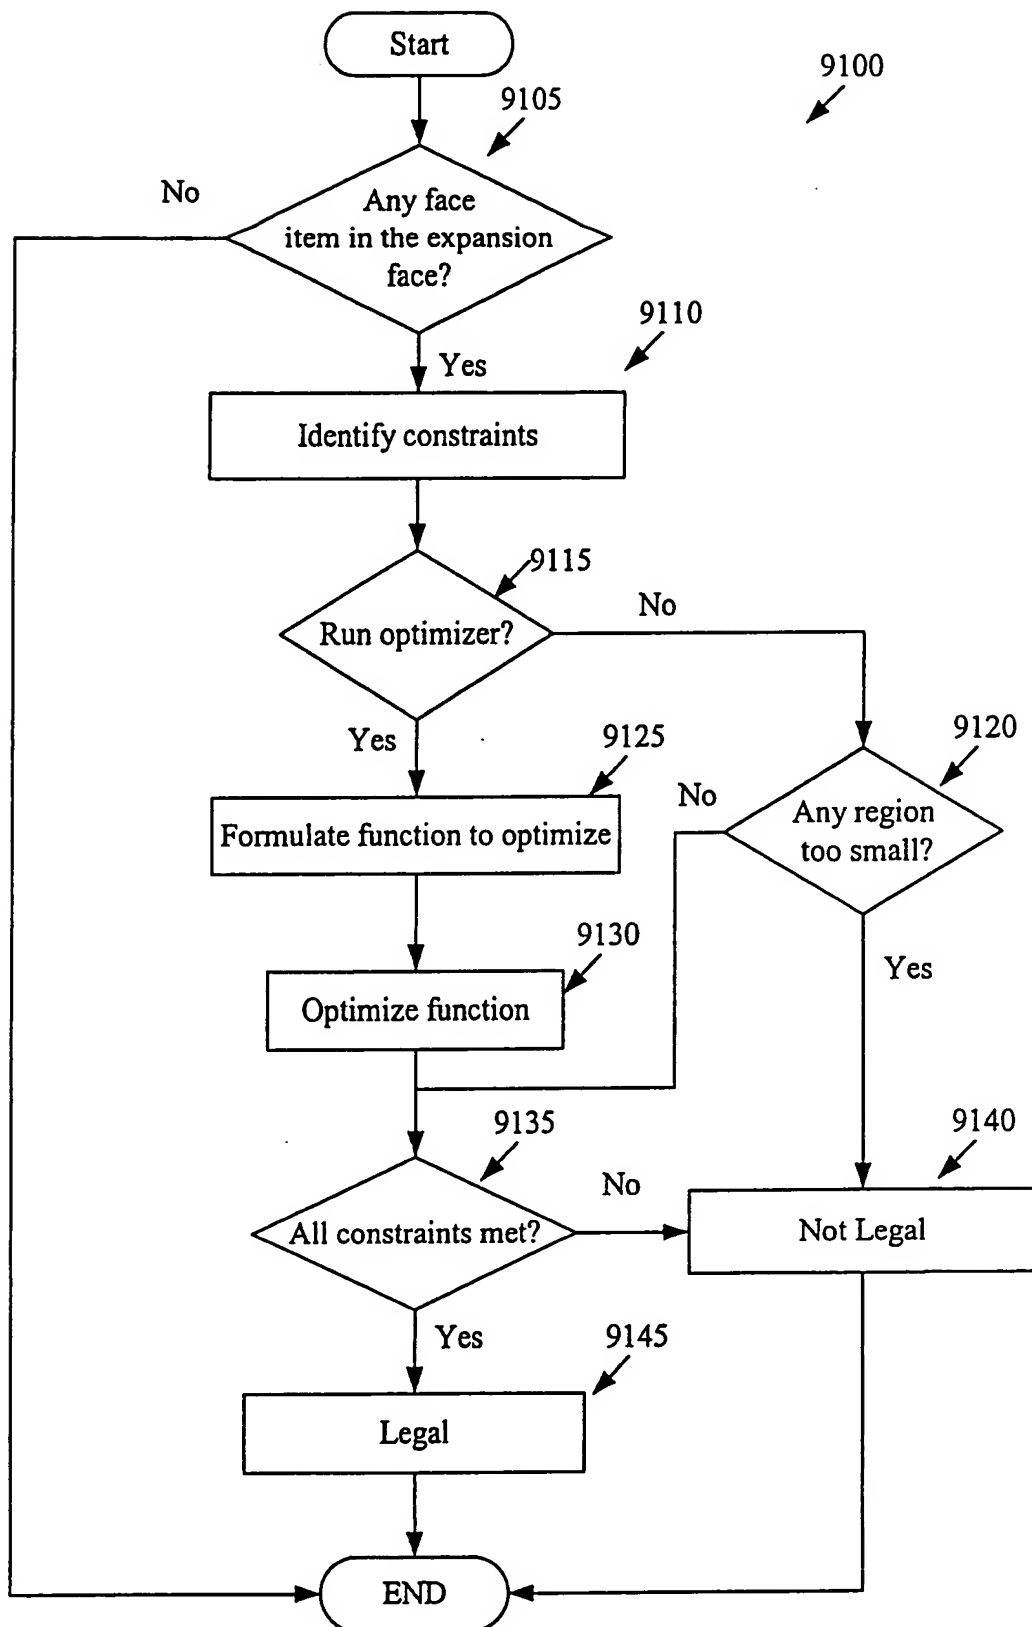 Start
9100
9105
No
Any face
item in the expansion
face?
9110
Yes
Identify constraints
9115
No
Run optimizer?
Yes
9125
9120
No
Any region
too small?
Formulate function to optimize
9130
Yes
Optimize function
9135
9140
No
All constraints met?
Not Legal
Yes
9145
Legal
END